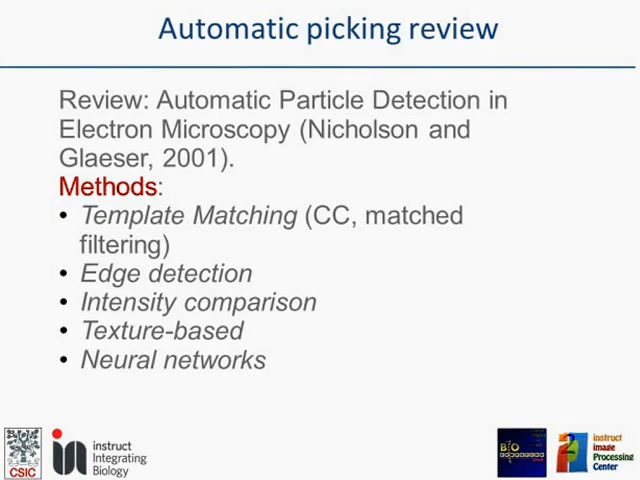 Automatic picking review
Review: Automatic Particle Detection in
Electron Microscopy (Nicholson and
Glaeser, 2001).
Methods:
• Template Matching (CC, matched
filtering)
• Edge detection
• Intensity comparison
• Texture-based
• Neural networks
CSIC
instruct
Integrating
Biology
instruct
image
Processing
Center